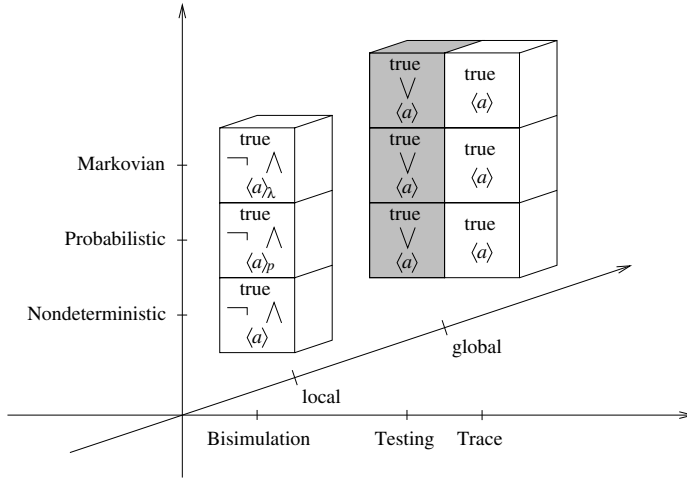 true
∨
⟨a⟩
true
⟨a⟩
Markovian
true
¬ ∧
⟨a⟩λ
true
∨
⟨a⟩
true
⟨a⟩
Probabilistic
true
¬ ∧
⟨a⟩p
true
∨
⟨a⟩
true
⟨a⟩
Nondeterministic
true
¬ ∧
⟨a⟩
global
local
Bisimulation
Testing
Trace